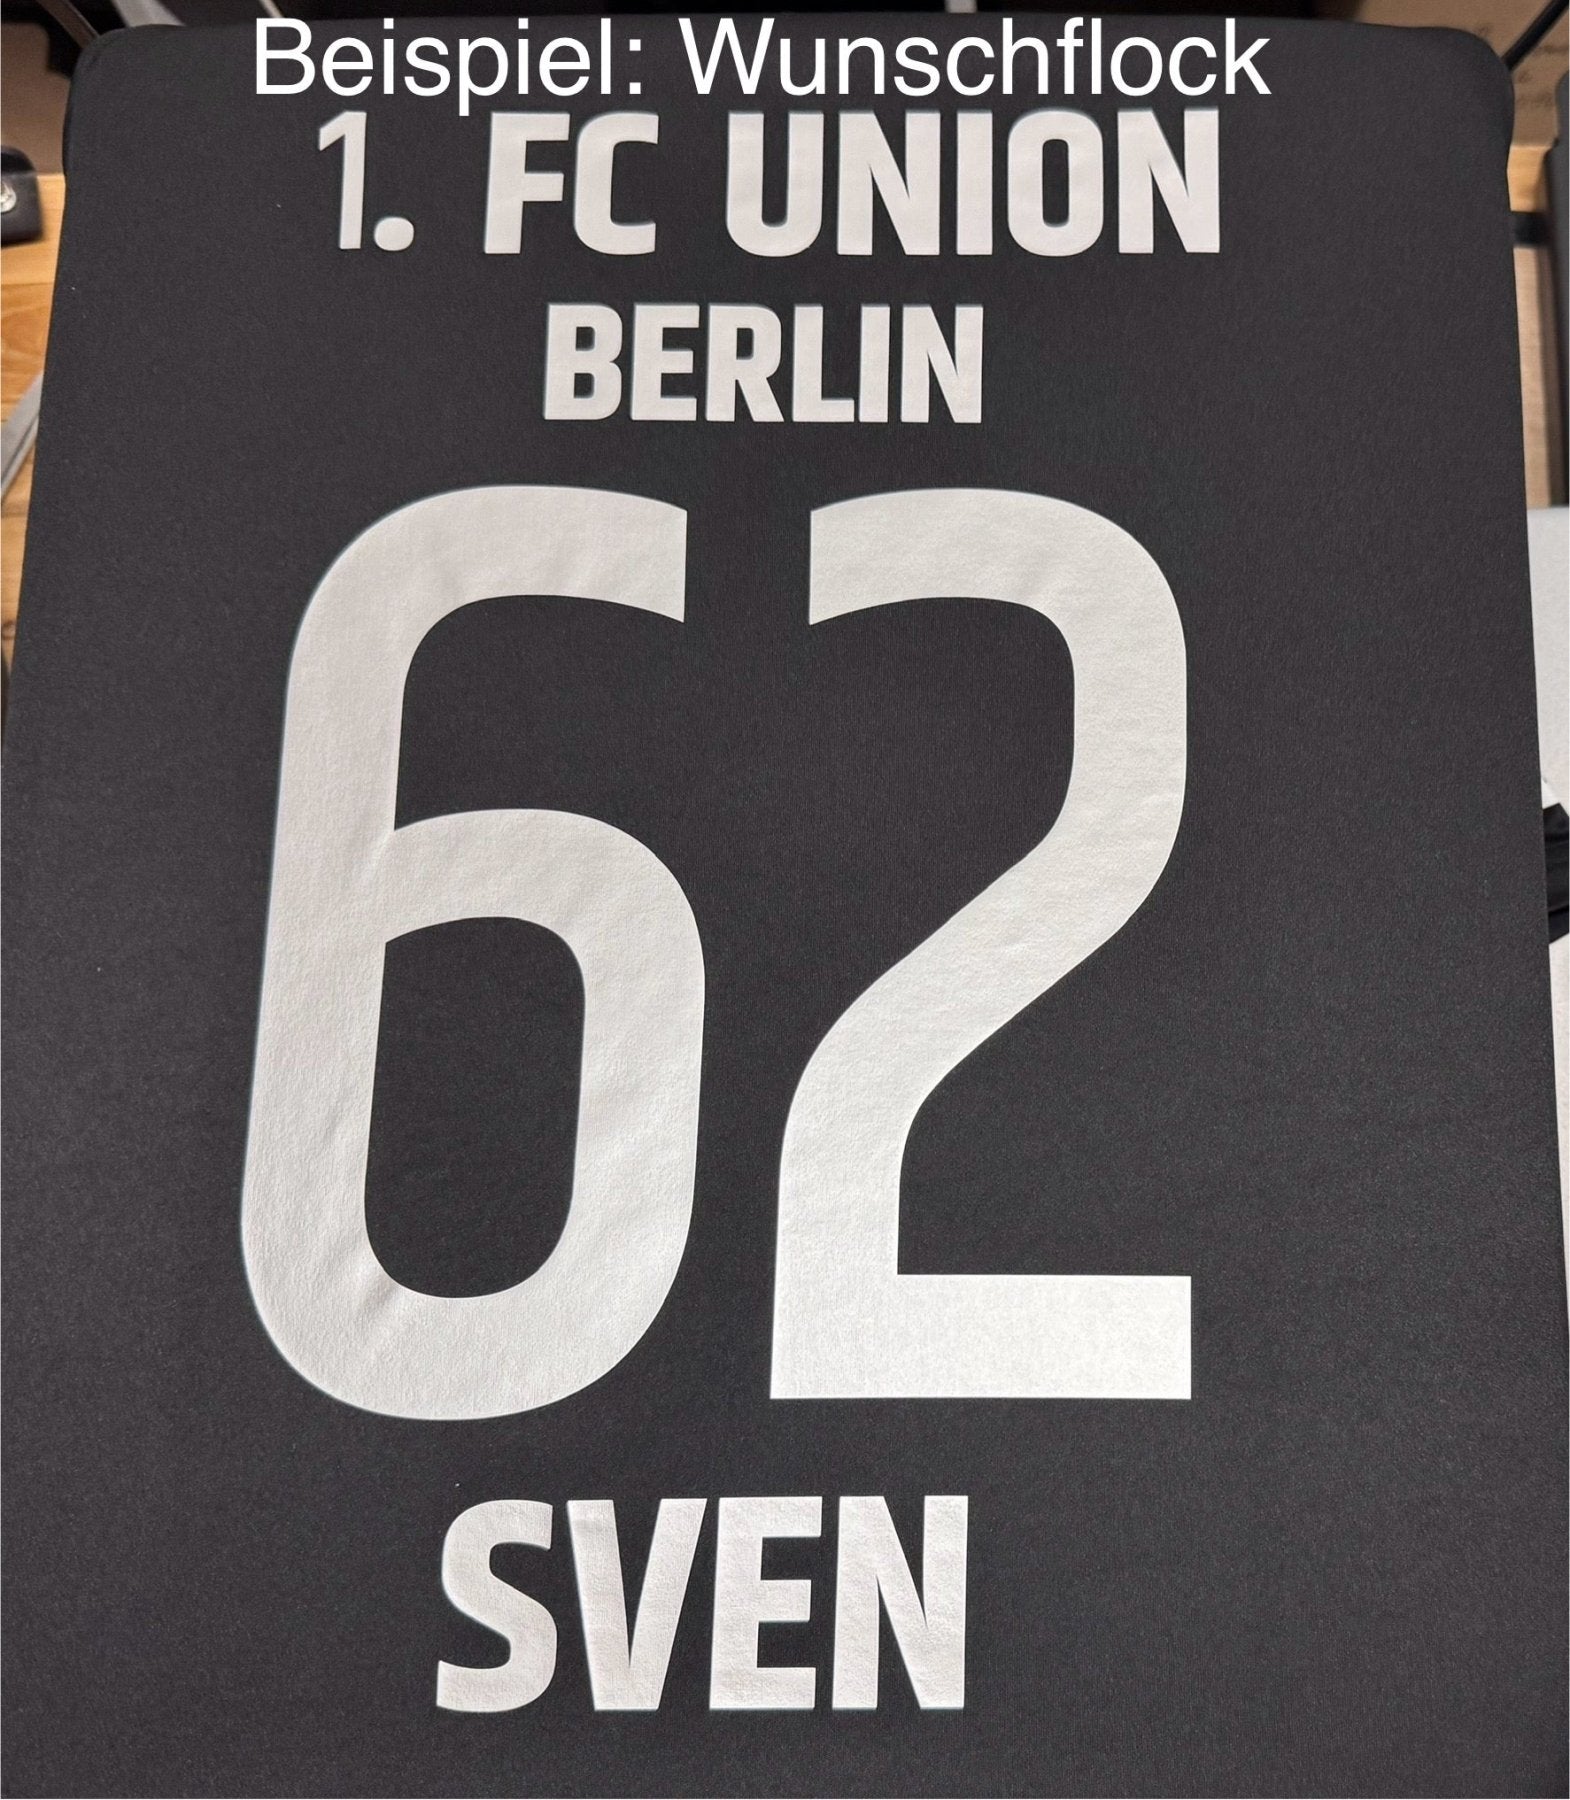 Beispiel: Wunschflock
1. FC UNION
BERLIN
62
SVEN